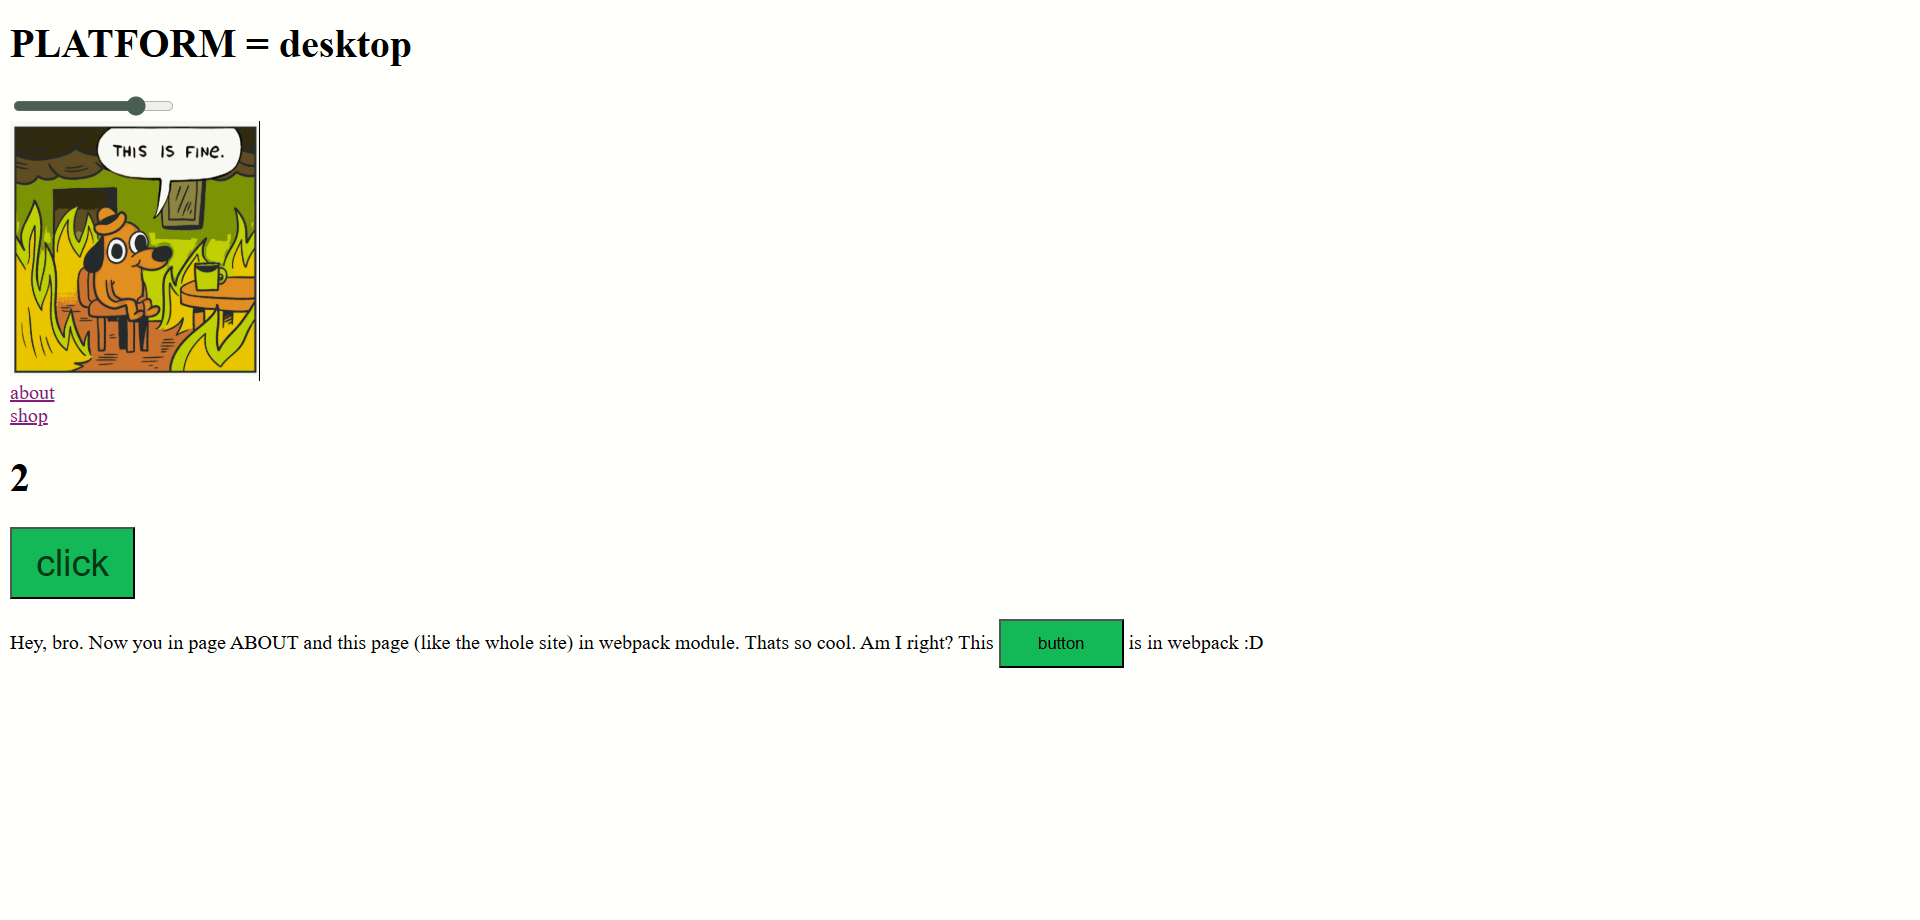 PLATFORM = desktop
THIS IS FINE.
about
shop
2
click
Hey, bro. Now you in page ABOUT and this page (like the whole site) in webpack module. Thats so cool. Am I right? This button is in webpack :D